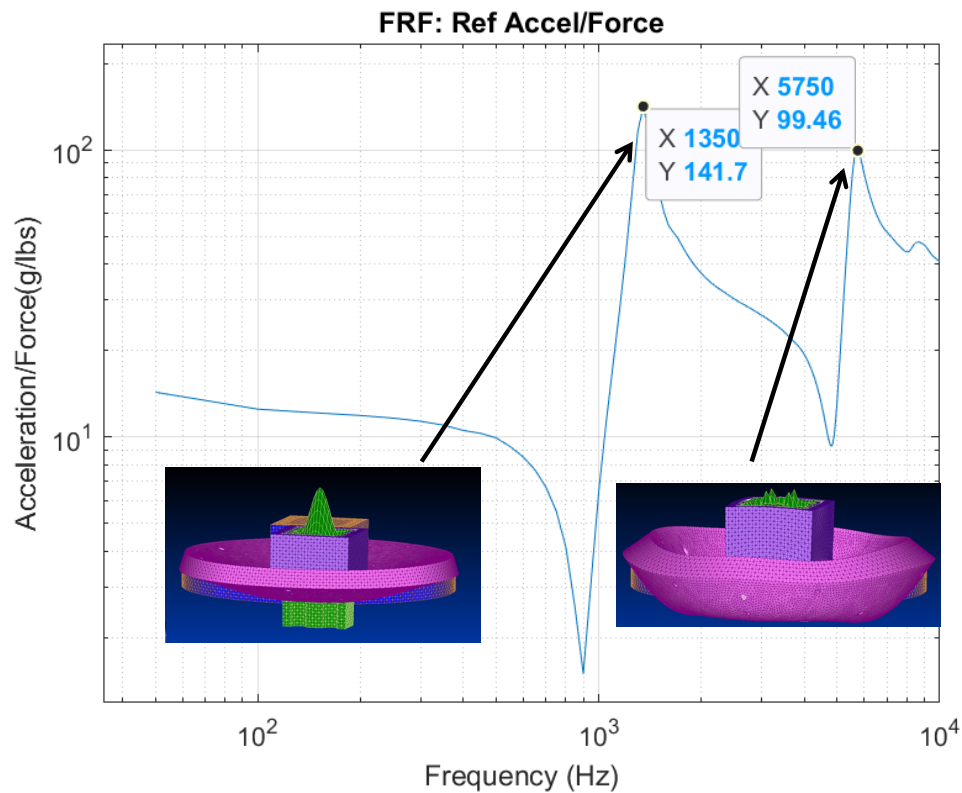 FRF: Ref Accel/Force
X 5750
Y 99.46
X 1350
Y 141.7
10^2
10^1
Acceleration/Force(g/lbs)
10^2
10^3
10^4
Frequency (Hz)